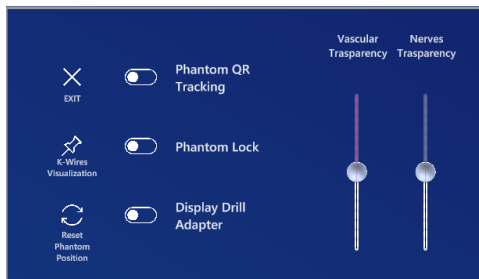 Vascular
Trasparency
Nerves
Trasparency
EXIT
Phantom QR
Tracking
K-Wires
Visualization
Phantom Lock
Reset
Phantom
Position
Display Drill
Adapter